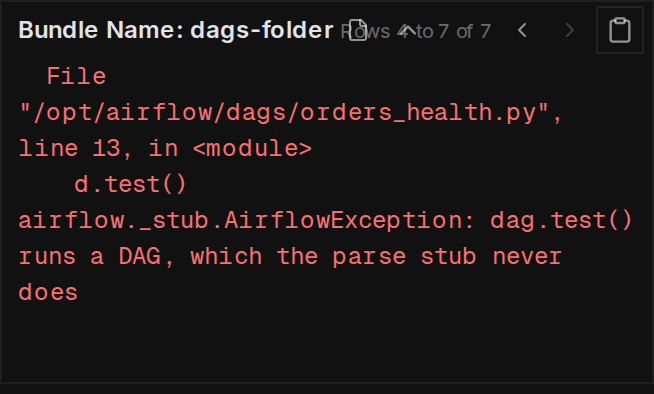 Bundle Name: dags-folder Rows 4 to 7 of 7
File
"/opt/airflow/dags/orders_health.py",
line 13, in <module>
d.test()
airflow._stub.AirflowException: dag.test()
runs a DAG, which the parse stub never
does